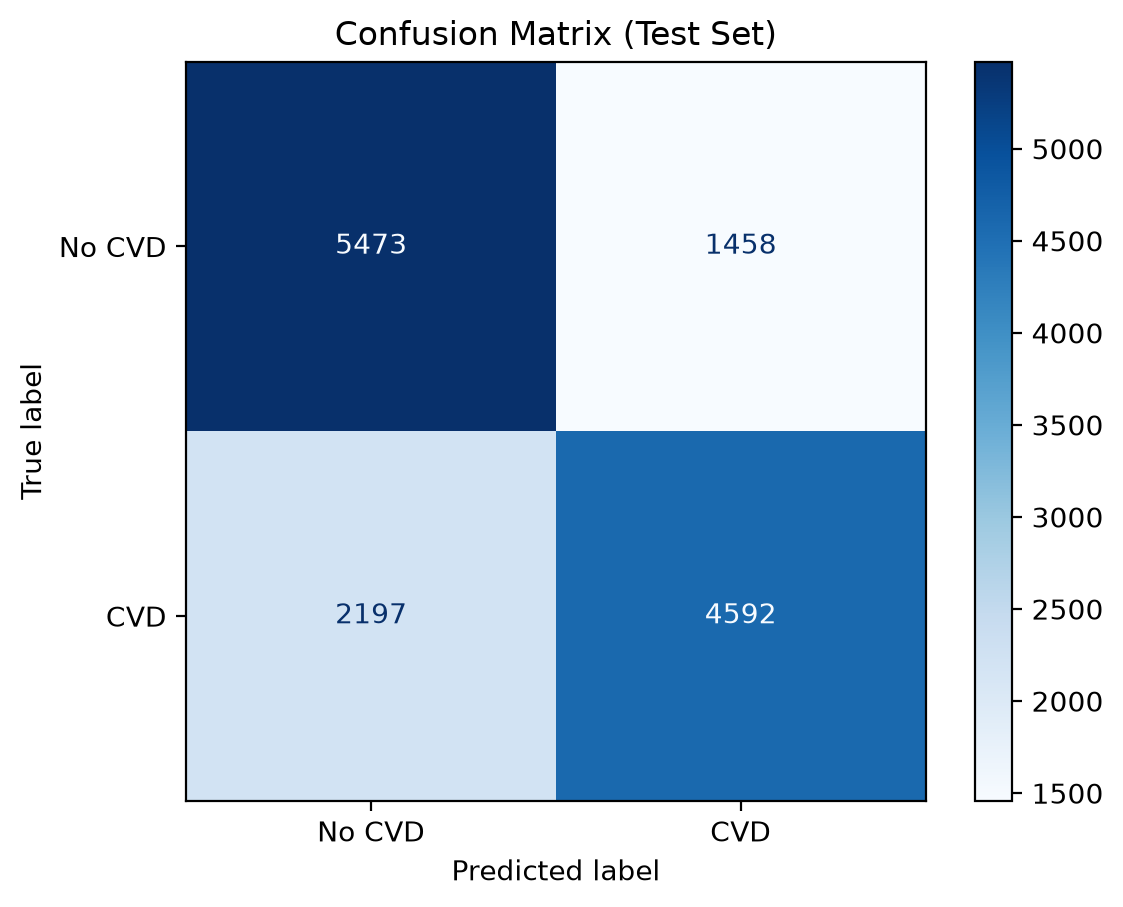 Confusion Matrix (Test Set)
No CVD
5473
1458
CVD
2197
4592
No CVD
CVD
Predicted label
True label
5000
4500
4000
3500
3000
2500
2000
1500